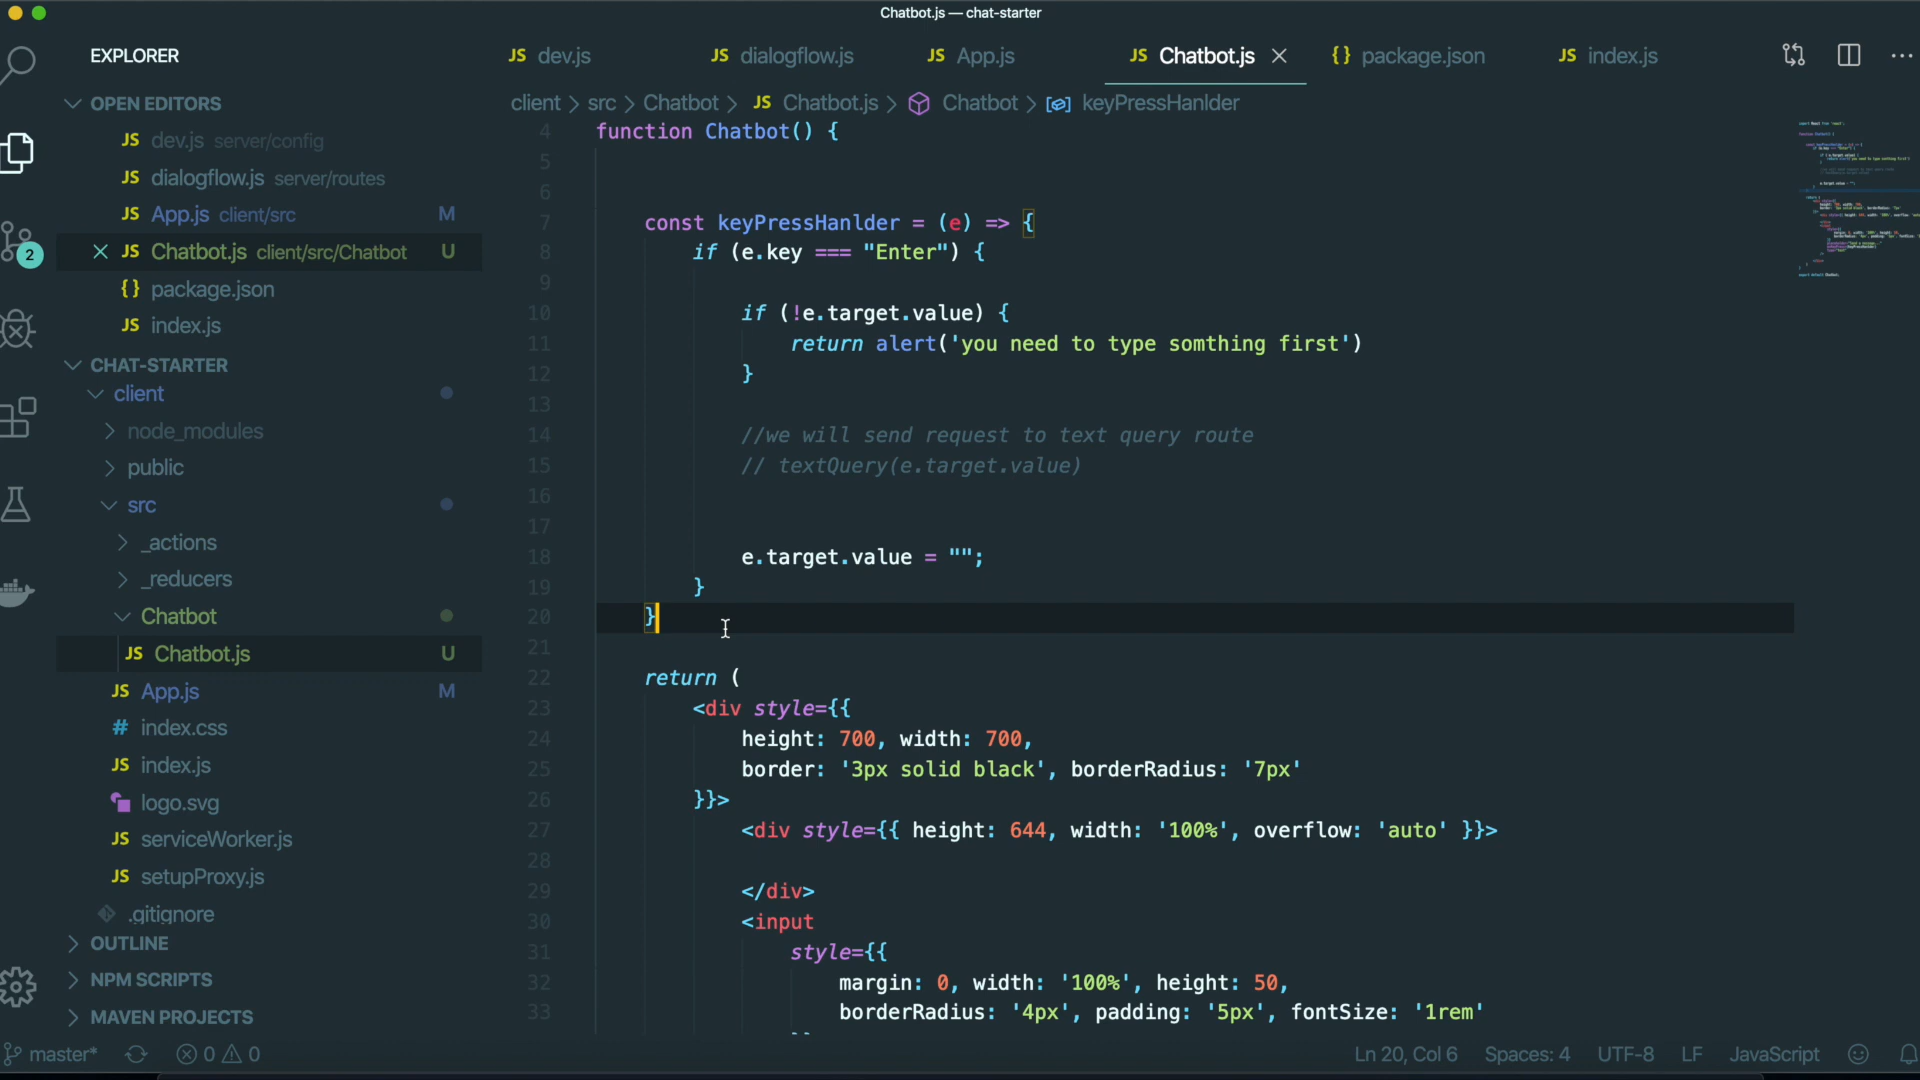 Chatbot.js — chat-starter
EXPLORER
JS dev.js
JS dialogflow.js
JS App.js
JS Chatbot.js
{} package.json
JS index.js
OPEN EDITORS
JS dev.js server/config
JS dialogflow.js server/routes
JS App.js client/src M
JS Chatbot.js client/src/Chatbot U
{} package.json
JS index.js
2
CHAT-STARTER
client
node_modules
public
src
_actions
_reducers
Chatbot
JS Chatbot.js U
JS App.js M
# index.css
JS index.js
logo.svg
JS serviceWorker.js
JS setupProxy.js
.gitignore
OUTLINE
NPM SCRIPTS
MAVEN PROJECTS
client > src > Chatbot > JS Chatbot.js > Chatbot > keyPressHanlder
4 function Chatbot() {
5
6
7 const keyPressHanlder = (e) => {
8 if (e.key === "Enter") {
9
10 if (!e.target.value) {
11 return alert('you need to type somthing first')
12 }
13
14 //we will send request to text query route
15 // textQuery(e.target.value)
16
17
18 e.target.value = "";
19 }
20 }
21
22 return (
23 <div style={{
24 height: 700, width: 700,
25 border: '3px solid black', borderRadius: '7px'
26 }}>
27 <div style={{ height: 644, width: '100%', overflow: 'auto' }}>
28
29 </div>
30 <input
31 style={{
32 margin: 0, width: '100%', height: 50,
33 borderRadius: '4px', padding: '5px', fontSize: '1rem'
master* 0 0
Ln 20, Col 6 Spaces: 4 UTF-8 LF JavaScript